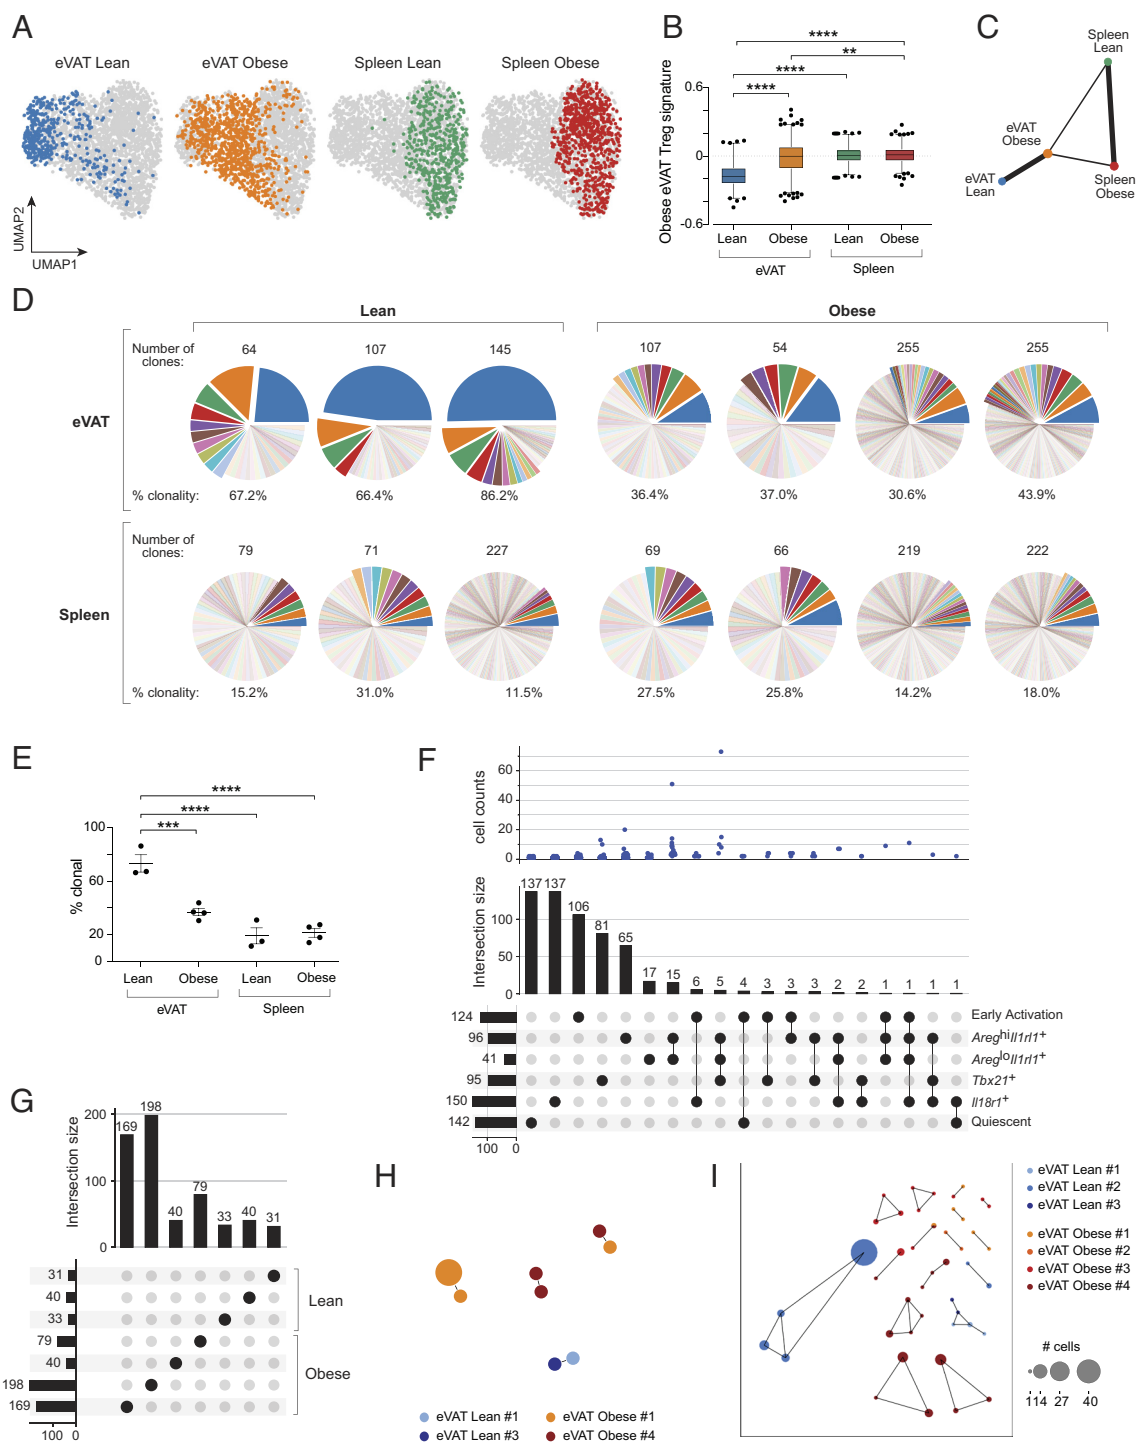 A
eVAT Lean
eVAT Obese
Spleen Lean
Spleen Obese
UMAP2
UMAP1
B
Obese eVAT Treg signature
0.6
0
-0.6
****
**
****
****
Lean
Obese
Lean
Obese
eVAT
Spleen
C
Spleen
Lean
eVAT
Obese
eVAT
Lean
Spleen
Obese
D
Lean
Obese
Number of
clones:
64
107
145
107
54
255
255
eVAT
% clonality:
67.2%
66.4%
86.2%
36.4%
37.0%
30.6%
43.9%
Number of
clones:
79
71
227
69
66
219
222
Spleen
% clonality:
15.2%
31.0%
11.5%
27.5%
25.8%
14.2%
18.0%
E
% clonal
100
60
20
0
****
****
***
Lean
Obese
Lean
Obese
eVAT
Spleen
F
cell counts
60
40
20
0
Intersection size
100
50
0
137 137 106 81 65 17 15 6 5 4 3 3 3 2 2 1 1 1 1
124
Early Activation
96
AreghiIl1rl1+
41
AregloIl1rl1+
95
Tbx21+
150
Il18r1+
142
Quiescent
100 0
G
Intersection size
200
100
0
169 198 40 79 33 40 31
31
40
33
79
40
198
169
Lean
Obese
100 0
H
eVAT Lean #1
eVAT Lean #3
eVAT Obese #1
eVAT Obese #4
I
eVAT Lean #1
eVAT Lean #2
eVAT Lean #3
eVAT Obese #1
eVAT Obese #2
eVAT Obese #3
eVAT Obese #4
# cells
1 14 27 40